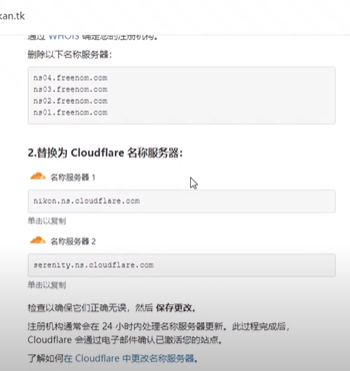 kan.tk
通过 WHOIS 确定您的注册机构。
删除以下名称服务器：
ns04.freenom.com
ns03.freenom.com
ns02.freenom.com
ns01.freenom.com
2.替换为 Cloudflare 名称服务器：
名称服务器 1
nikon.ns.cloudflare.com
单击以复制
名称服务器 2
serenity.ns.cloudflare.com
单击以复制
检查以确保它们正确无误，然后 保存更改。
注册机构通常会在 24 小时内处理名称服务器更新。此过程完成后，
Cloudflare 会通过电子邮件确认已激活您的站点。
了解如何在 Cloudflare 中更改名称服务器。